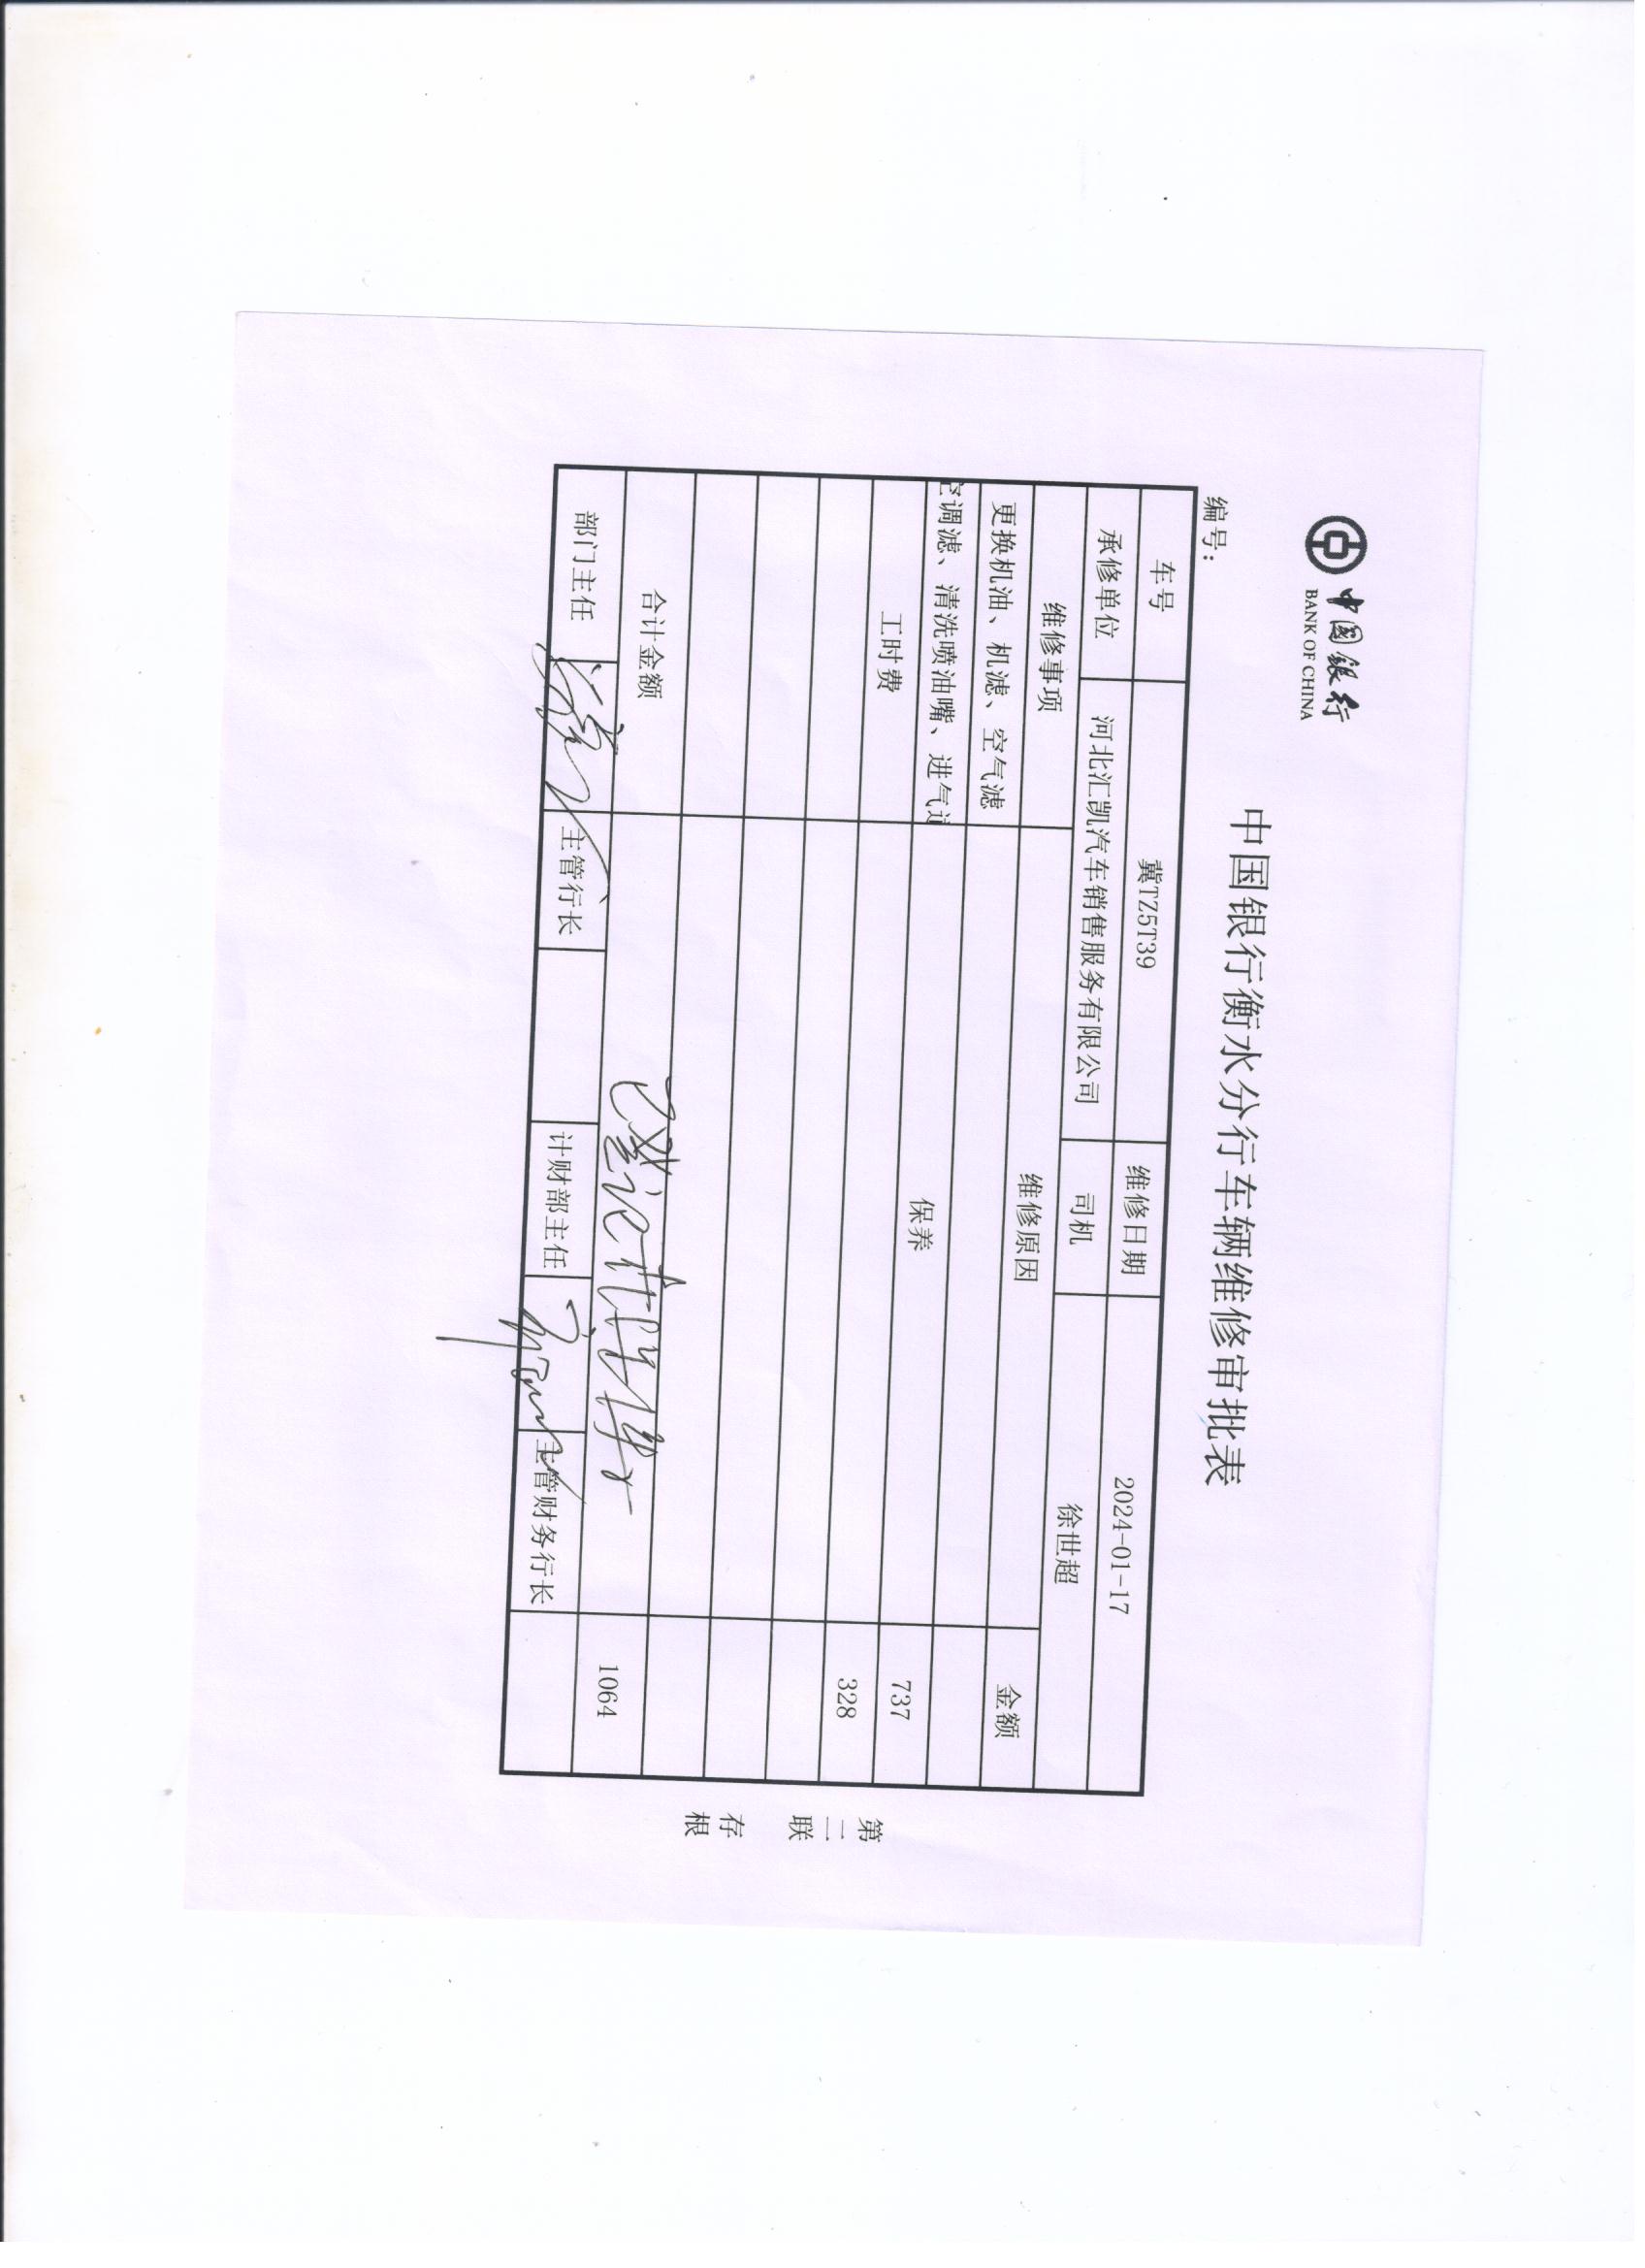 中国银行
BANK OF CHINA
中国银行衡水分行车辆维修审批表
编号：
车号 冀TZ5T39 维修日期 2024-01-17
承修单位 河北汇凯汽车销售服务有限公司 司机 徐世超
维修事项 维修原因 金额
更换机油、机滤、空气滤
空调滤、清洗喷油嘴、进气道 保养 737
工时费 328
合计金额 1064
部门主任 主管行长 计财部主任 主管财务行长
第二联 存根